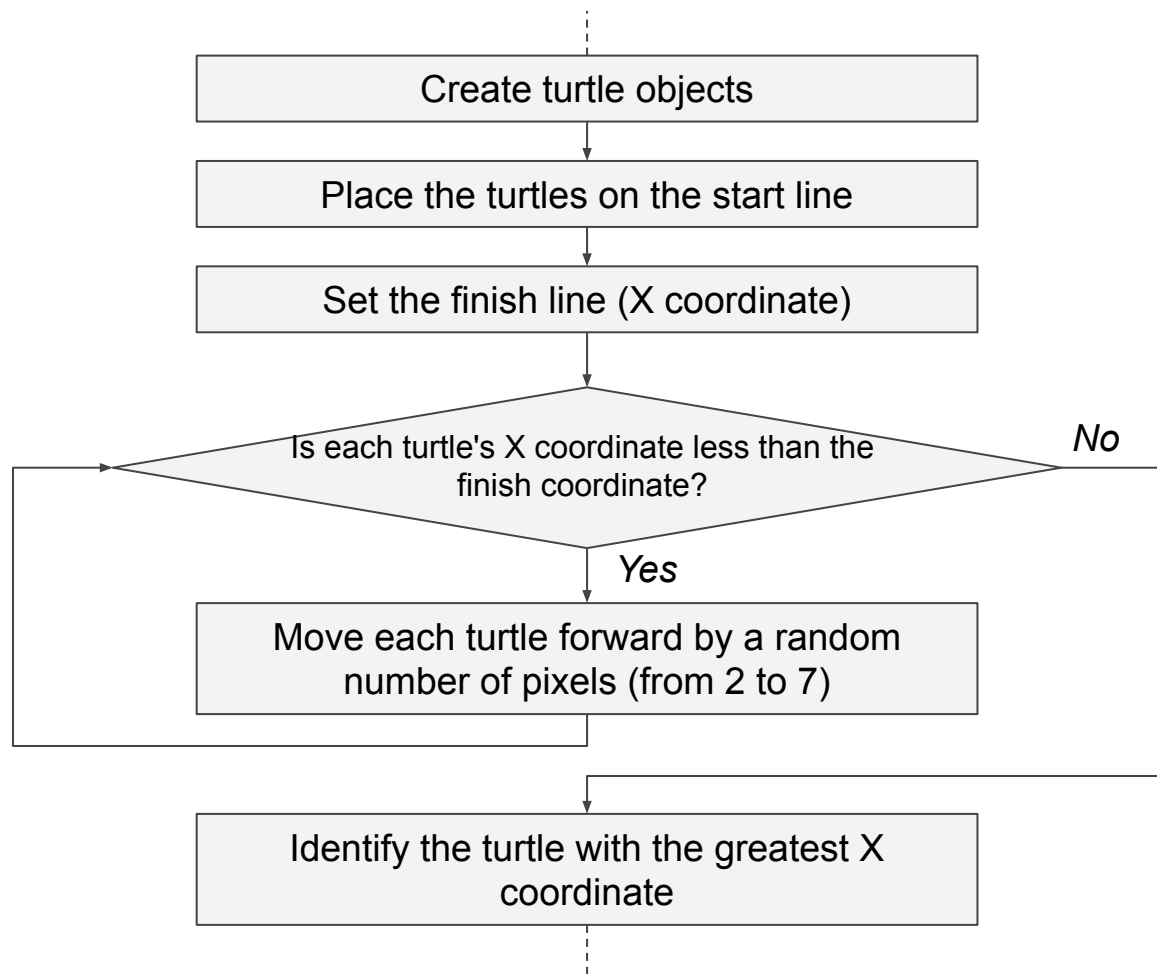 Create turtle objects
Place the turtles on the start line
Set the finish line (X coordinate)
Is each turtle's X coordinate less than the
finish coordinate?
No
Yes
Move each turtle forward by a random
number of pixels (from 2 to 7)
Identify the turtle with the greatest X
coordinate